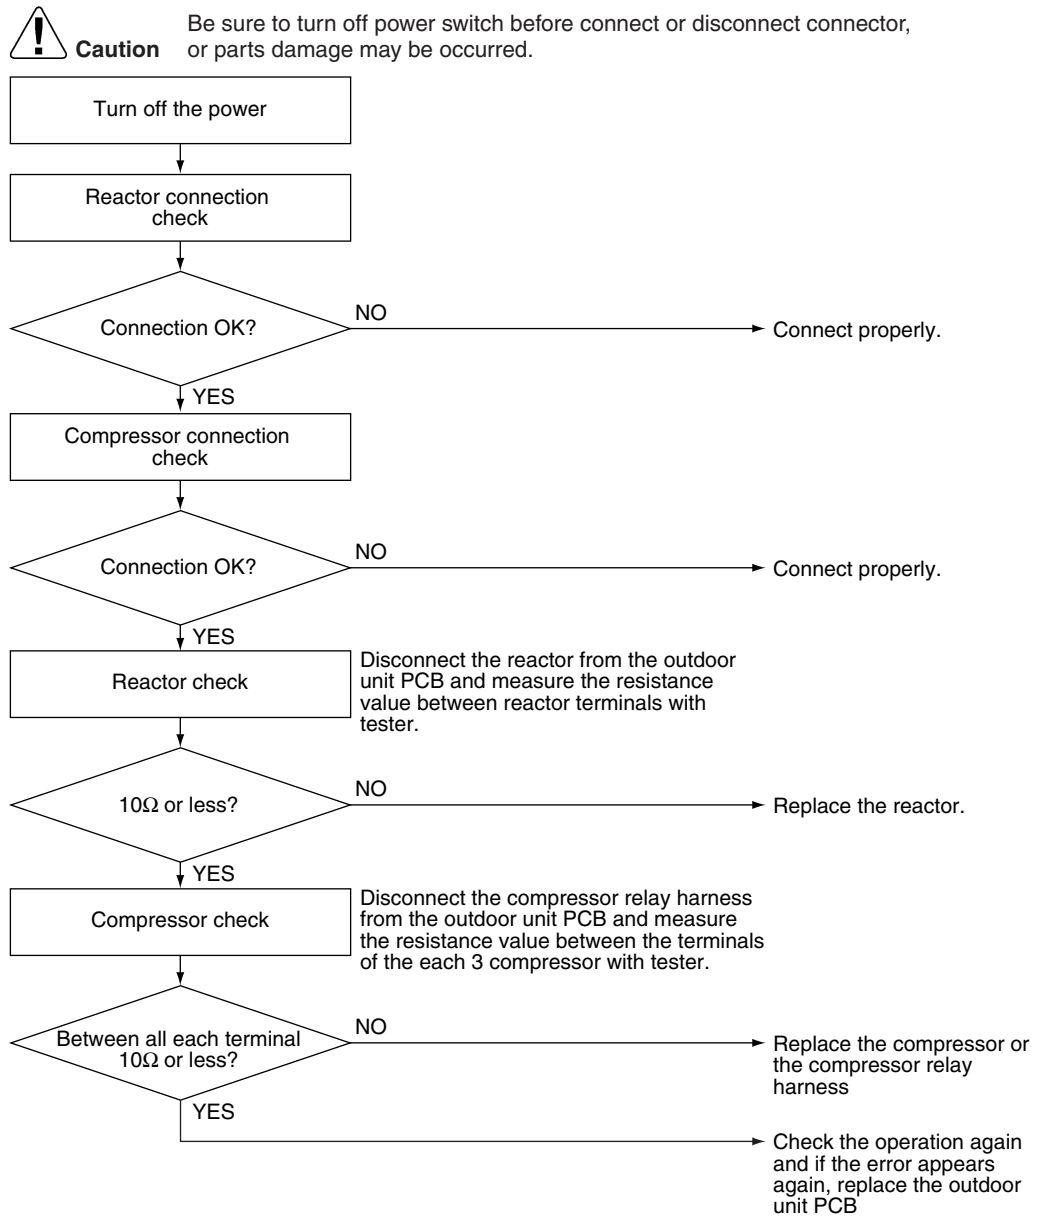 Be sure to turn off power switch before connect or disconnect connector,
Caution or parts damage may be occurred.
Turn off the power
Reactor connection
check
Connection OK?
NO
Connect properly.
YES
Compressor connection
check
Connection OK?
NO
Connect properly.
YES
Reactor check
Disconnect the reactor from the outdoor
unit PCB and measure the resistance
value between reactor terminals with
tester.
10Ω or less?
NO
Replace the reactor.
YES
Compressor check
Disconnect the compressor relay harness
from the outdoor unit PCB and measure
the resistance value between the terminals
of the each 3 compressor with tester.
Between all each terminal
10Ω or less?
NO
Replace the compressor or
the compressor relay
harness
YES
Check the operation again
and if the error appears
again, replace the outdoor
unit PCB